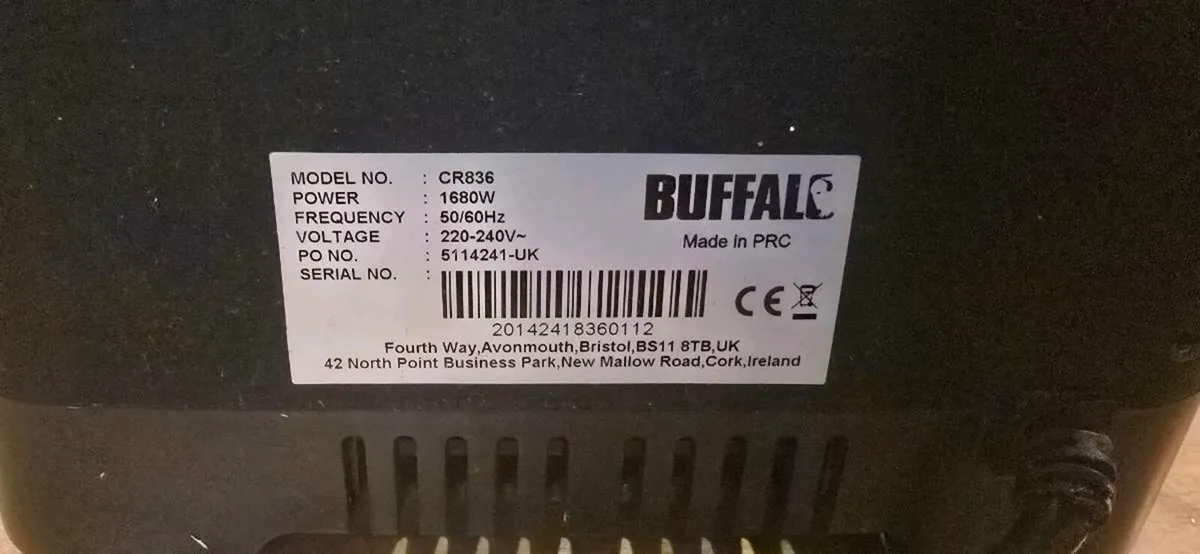 MODEL NO. : CR836
POWER : 1680W
FREQUENCY : 50/60Hz
VOLTAGE : 220-240V~
PO NO. : 5114241-UK
SERIAL NO. :
BUFFALO
Made in PRC
CE
20142418360112
Fourth Way,Avonmouth,Bristol,BS11 8TB,UK
42 North Point Business Park,New Mallow Road,Cork,Ireland